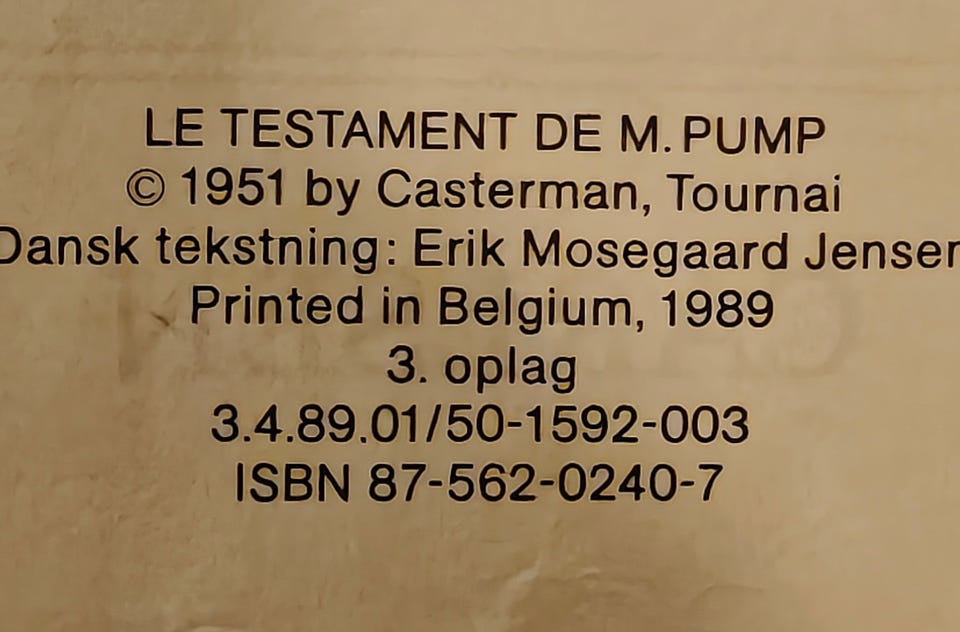 LE TESTAMENT DE M. PUMP
© 1951 by Casterman, Tournai
Dansk tekstning: Erik Mosegaard Jensen
Printed in Belgium, 1989
3. oplag
3.4.89.01/50-1592-003
ISBN 87-562-0240-7